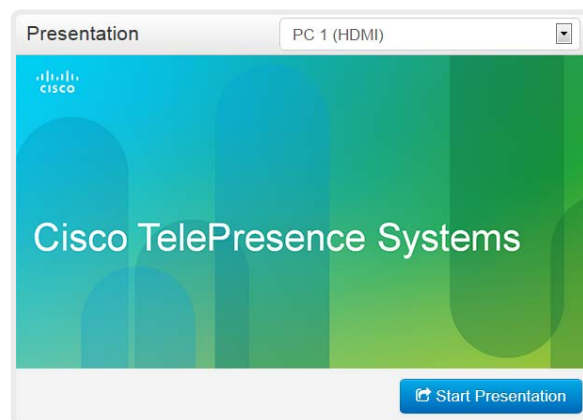 Presentation
PC 1 (HDMI)
CISCO
Cisco TelePresence Systems
Start Presentation